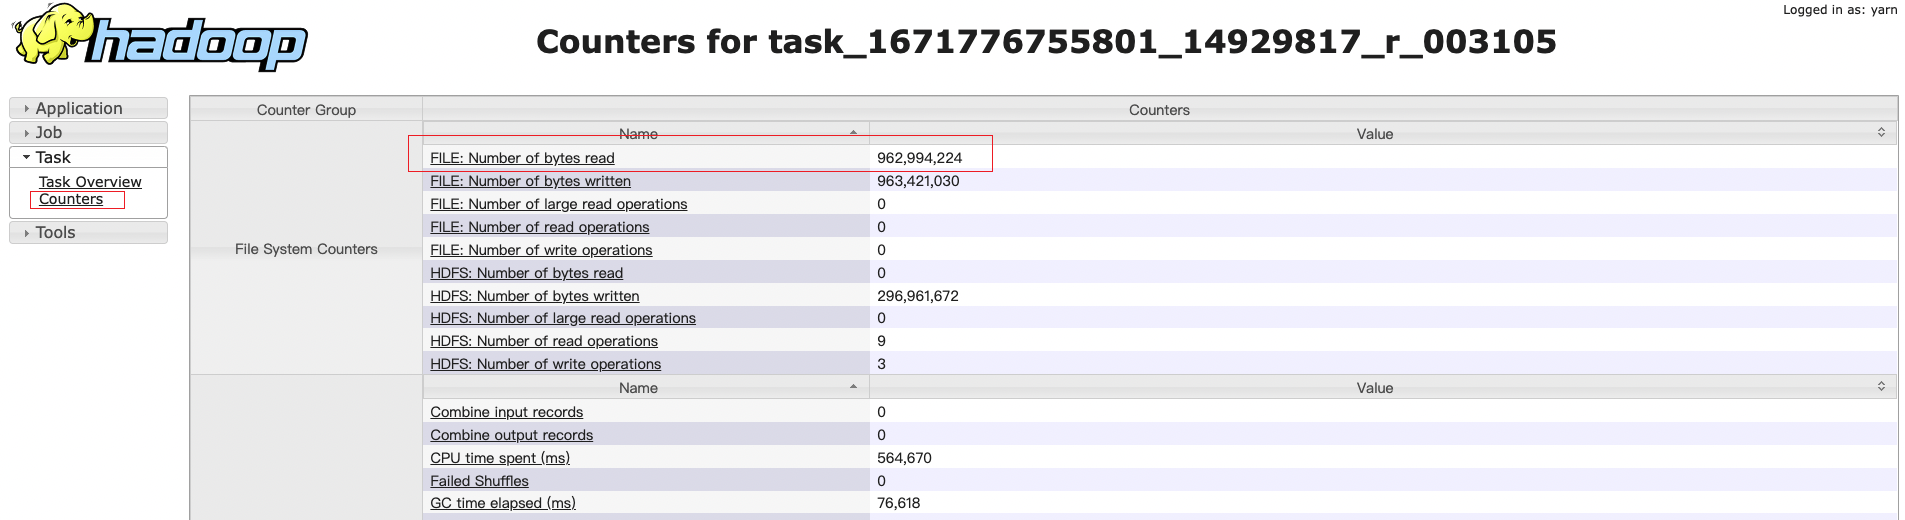 Logged in as: yarn
hadoop
Counters for task_1671776755801_14929817_r_003105
Application
Job
Task
Task Overview
Counters
Tools
Counter Group Counters
File System Counters
Name Value
FILE: Number of bytes read 962,994,224
FILE: Number of bytes written 963,421,030
FILE: Number of large read operations 0
FILE: Number of read operations 0
FILE: Number of write operations 0
HDFS: Number of bytes read 0
HDFS: Number of bytes written 296,961,672
HDFS: Number of large read operations 0
HDFS: Number of read operations 9
HDFS: Number of write operations 3
Name Value
Combine input records 0
Combine output records 0
CPU time spent (ms) 564,670
Failed Shuffles 0
GC time elapsed (ms) 76,618